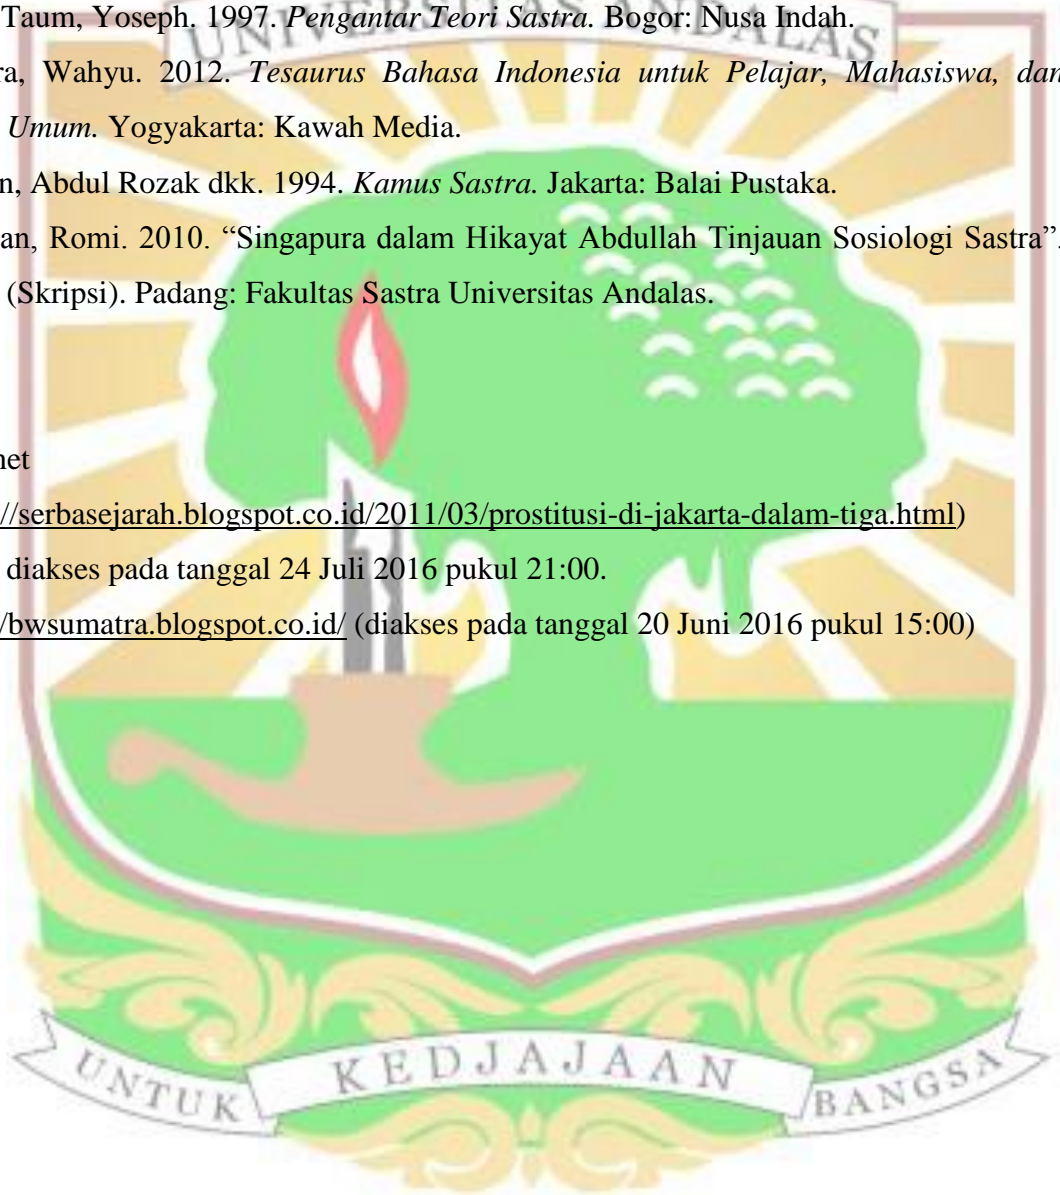 Taum, Yoseph. 1997. Pengantar Teori Sastra. Bogor: Nusa Indah.
UNIVERSITAS ANDALAS
ra, Wahyu. 2012. Tesaurus Bahasa Indonesia untuk Pelajar, Mahasiswa, dan
Umum. Yogyakarta: Kawah Media.
n, Abdul Rozak dkk. 1994. Kamus Sastra. Jakarta: Balai Pustaka.
an, Romi. 2010. “Singapura dalam Hikayat Abdullah Tinjauan Sosiologi Sastra”.
(Skripsi). Padang: Fakultas Sastra Universitas Andalas.
net
://serbasejarah.blogspot.co.id/2011/03/prostitusi-di-jakarta-dalam-tiga.html)
diakses pada tanggal 24 Juli 2016 pukul 21:00.
/bwsumatra.blogspot.co.id/ (diakses pada tanggal 20 Juni 2016 pukul 15:00)
UNTUK KEDJAJAAN BANGSA